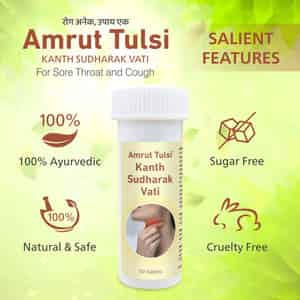 रोग अनेक, उपाय एक
Amrut Tulsi
KANTH SUDHARAK VATI
For Sore Throat and Cough
SALIENT
FEATURES
100%
100% Ayurvedic
Sugar Free
100%
Natural & Safe
Cruelty Free
Amrut Tulsi
Kanth
Sudharak
Vati